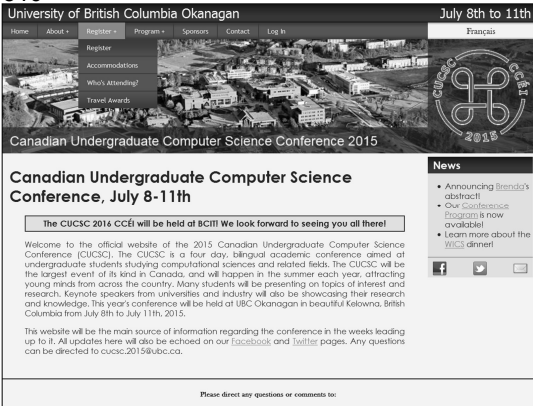 University of British Columbia Okanagan
July 8th to 11th
Home About + Register + Program + Sponsors Contact Log In
Français
Register
Accommodations
Who's Attending?
Travel Awards
CUCSC CCÉI 2015
Canadian Undergraduate Computer Science Conference 2015
Canadian Undergraduate Computer Science
Conference, July 8-11th
The CUCSC 2016 CCÉI will be held at BCIT! We look forward to seeing you all there!
Welcome to the official website of the 2015 Canadian Undergraduate Computer Science
Conference (CUCSC). The CUCSC is a four day, bilingual academic conference aimed at
undergraduate students studying computational sciences and related fields. The CUCSC will be
the largest event of its kind in Canada, and will happen in the summer each year, attracting
young minds from across the country. Many students will be presenting on topics of interest and
research. Keynote speakers from universities and industry will also be showcasing their research
and knowledge. This year's conference will be held at UBC Okanagan in beautiful Kelowna, British
Columbia from July 8th to July 11th, 2015.
This website will be the main source of information regarding the conference in the weeks leading
up to it. All updates here will also be echoed on our Facebook and Twitter pages. Any questions
can be directed to cucsc.2015@ubc.ca.
News
Announcing Brenda's
abstract!
Our Conference
Program is now
available!
Learn more about the
WICS dinner!
Please direct any questions or comments to: